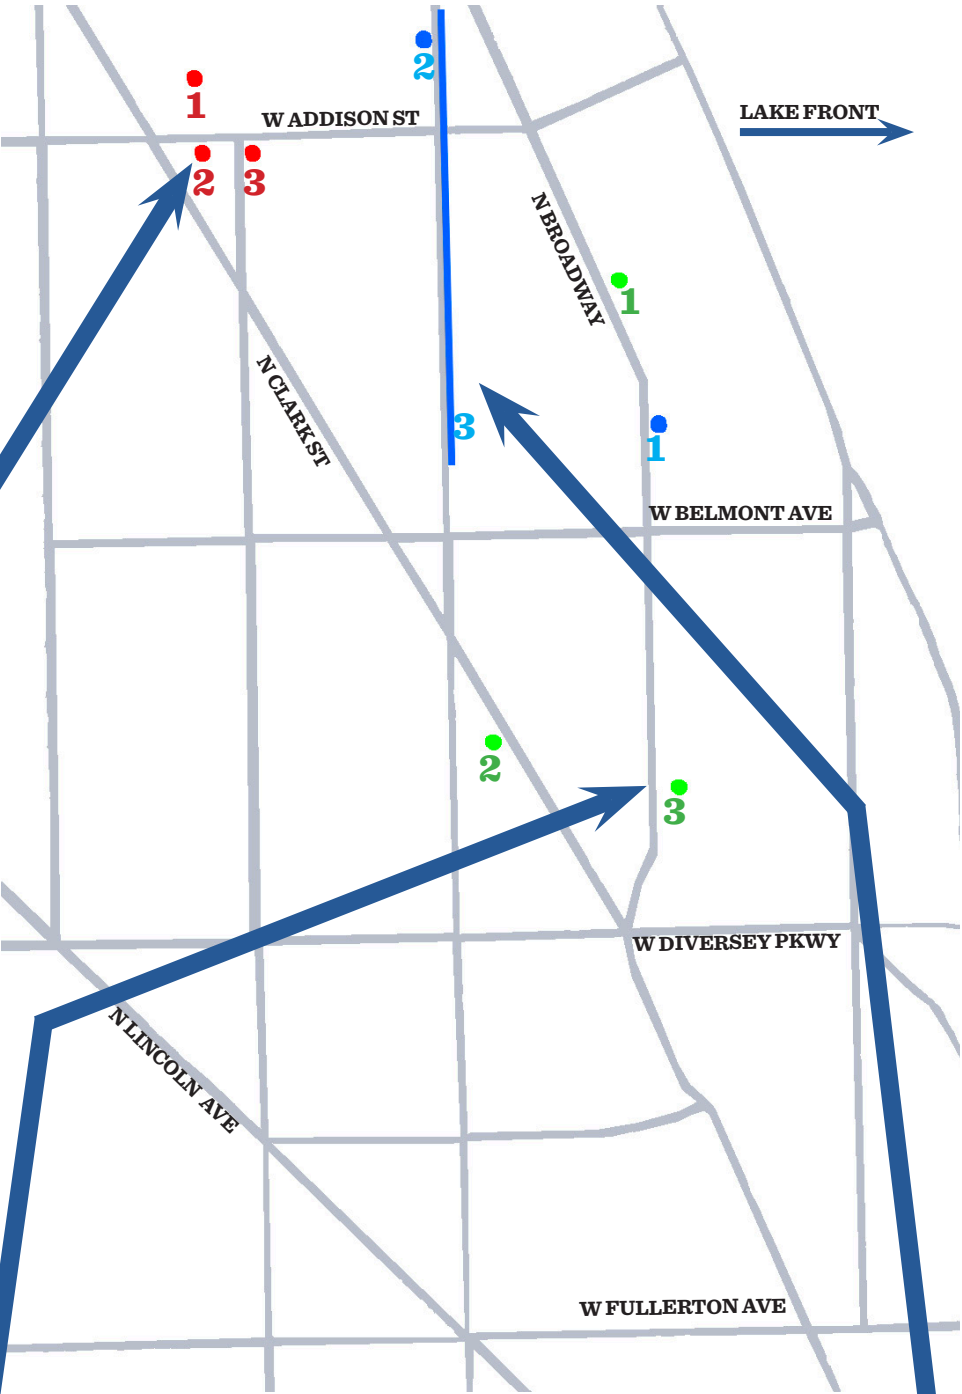 2
1
W ADDISON ST
LAKE FRONT
2
3
N BROADWAY
1
N CLARK ST
3
1
W BELMONT AVE
2
3
W DIVERSEY PKWY
N LINCOLN AVE
W FULLERTON AVE